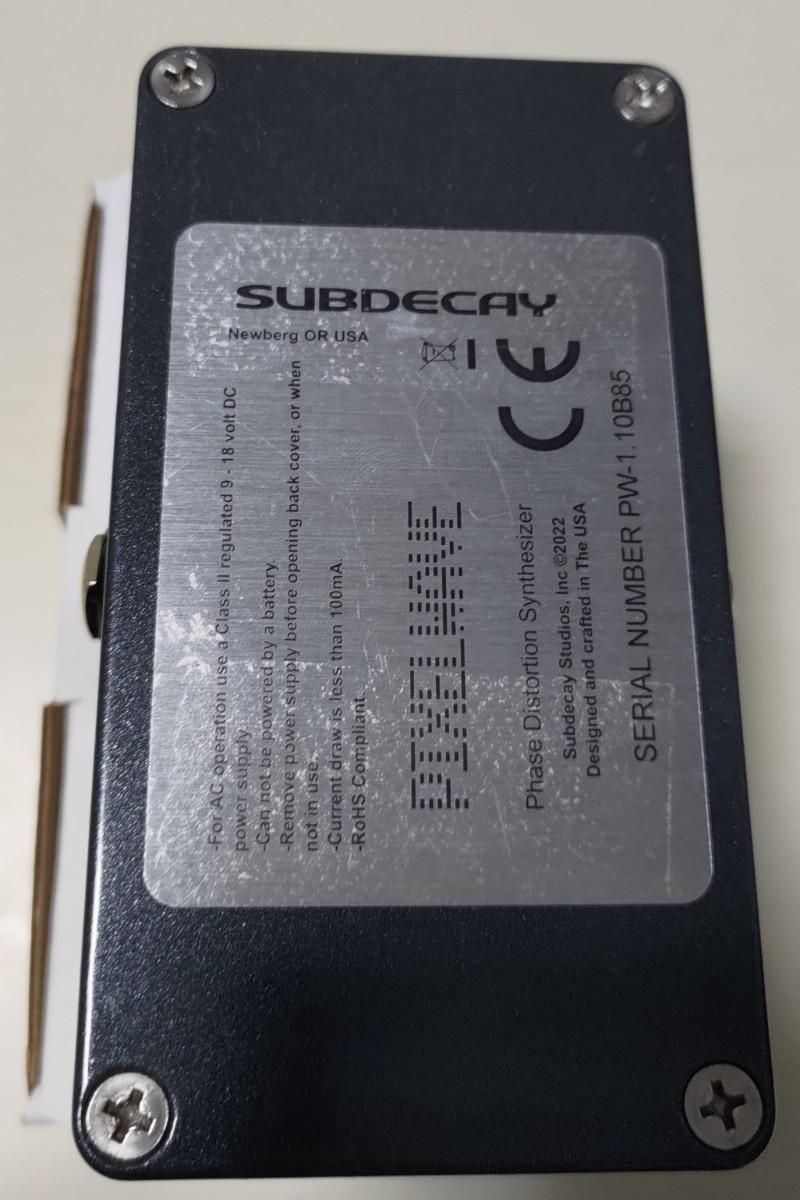 SUBDECAY
Newberg OR USA
-For AC operation use a Class II regulated 9 - 18 volt DC
power supply.
-Can not be powered by a battery.
-Remove power supply before opening back cover, or when
not in use.
-Current draw is less than 100mA.
-RoHS Compliant.
PIXELWAVE
Phase Distortion Synthesizer
Subdecay Studios, Inc ©2022
Designed and crafted in The USA
CE
SERIAL NUMBER PW-1.10B85